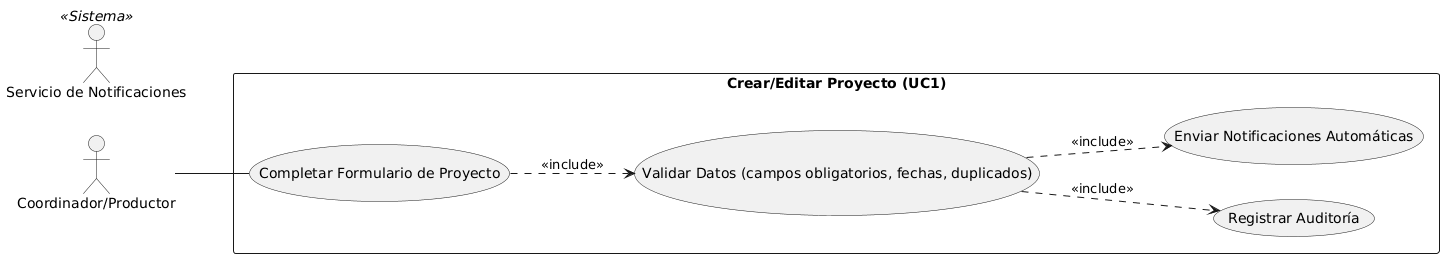 «Sistema»
Servicio de Notificaciones
Coordinador/Productor
Crear/Editar Proyecto (UC1)
Completar Formulario de Proyecto
«include»
Validar Datos (campos obligatorios, fechas, duplicados)
«include»
Enviar Notificaciones Automáticas
«include»
Registrar Auditoría